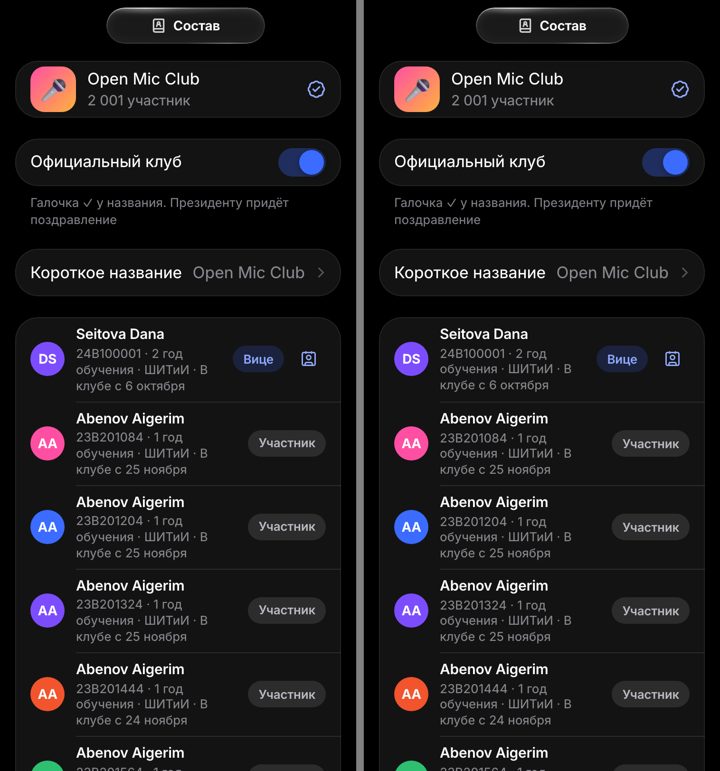 Состав
Open Mic Club
2 001 участник
Официальный клуб
Галочка ✓ у названия. Президенту придёт
поздравление
Короткое название Open Mic Club
Seitova Dana
DS
24B100001 · 2 год
обучения · ШИТиИ · В
клубе с 6 октября
Вице
Abenov Aigerim
AA
23B201084 · 1 год
обучения · ШИТиИ · В
клубе с 25 ноября
Участник
Abenov Aigerim
AA
23B201204 · 1 год
обучения · ШИТиИ · В
клубе с 25 ноября
Участник
Abenov Aigerim
AA
23B201324 · 1 год
обучения · ШИТиИ · В
клубе с 25 ноября
Участник
Abenov Aigerim
AA
23B201444 · 1 год
обучения · ШИТиИ · В
клубе с 24 ноября
Участник
Abenov Aigerim
Состав
Open Mic Club
2 001 участник
Официальный клуб
Галочка ✓ у названия. Президенту придёт
поздравление
Короткое название Open Mic Club
Seitova Dana
DS
24B100001 · 2 год
обучения · ШИТиИ · В
клубе с 6 октября
Вице
Abenov Aigerim
AA
23B201084 · 1 год
обучения · ШИТиИ · В
клубе с 25 ноября
Участник
Abenov Aigerim
AA
23B201204 · 1 год
обучения · ШИТиИ · В
клубе с 25 ноября
Участник
Abenov Aigerim
AA
23B201324 · 1 год
обучения · ШИТиИ · В
клубе с 25 ноября
Участник
Abenov Aigerim
AA
23B201444 · 1 год
обучения · ШИТиИ · В
клубе с 24 ноября
Участник
Abenov Aigerim